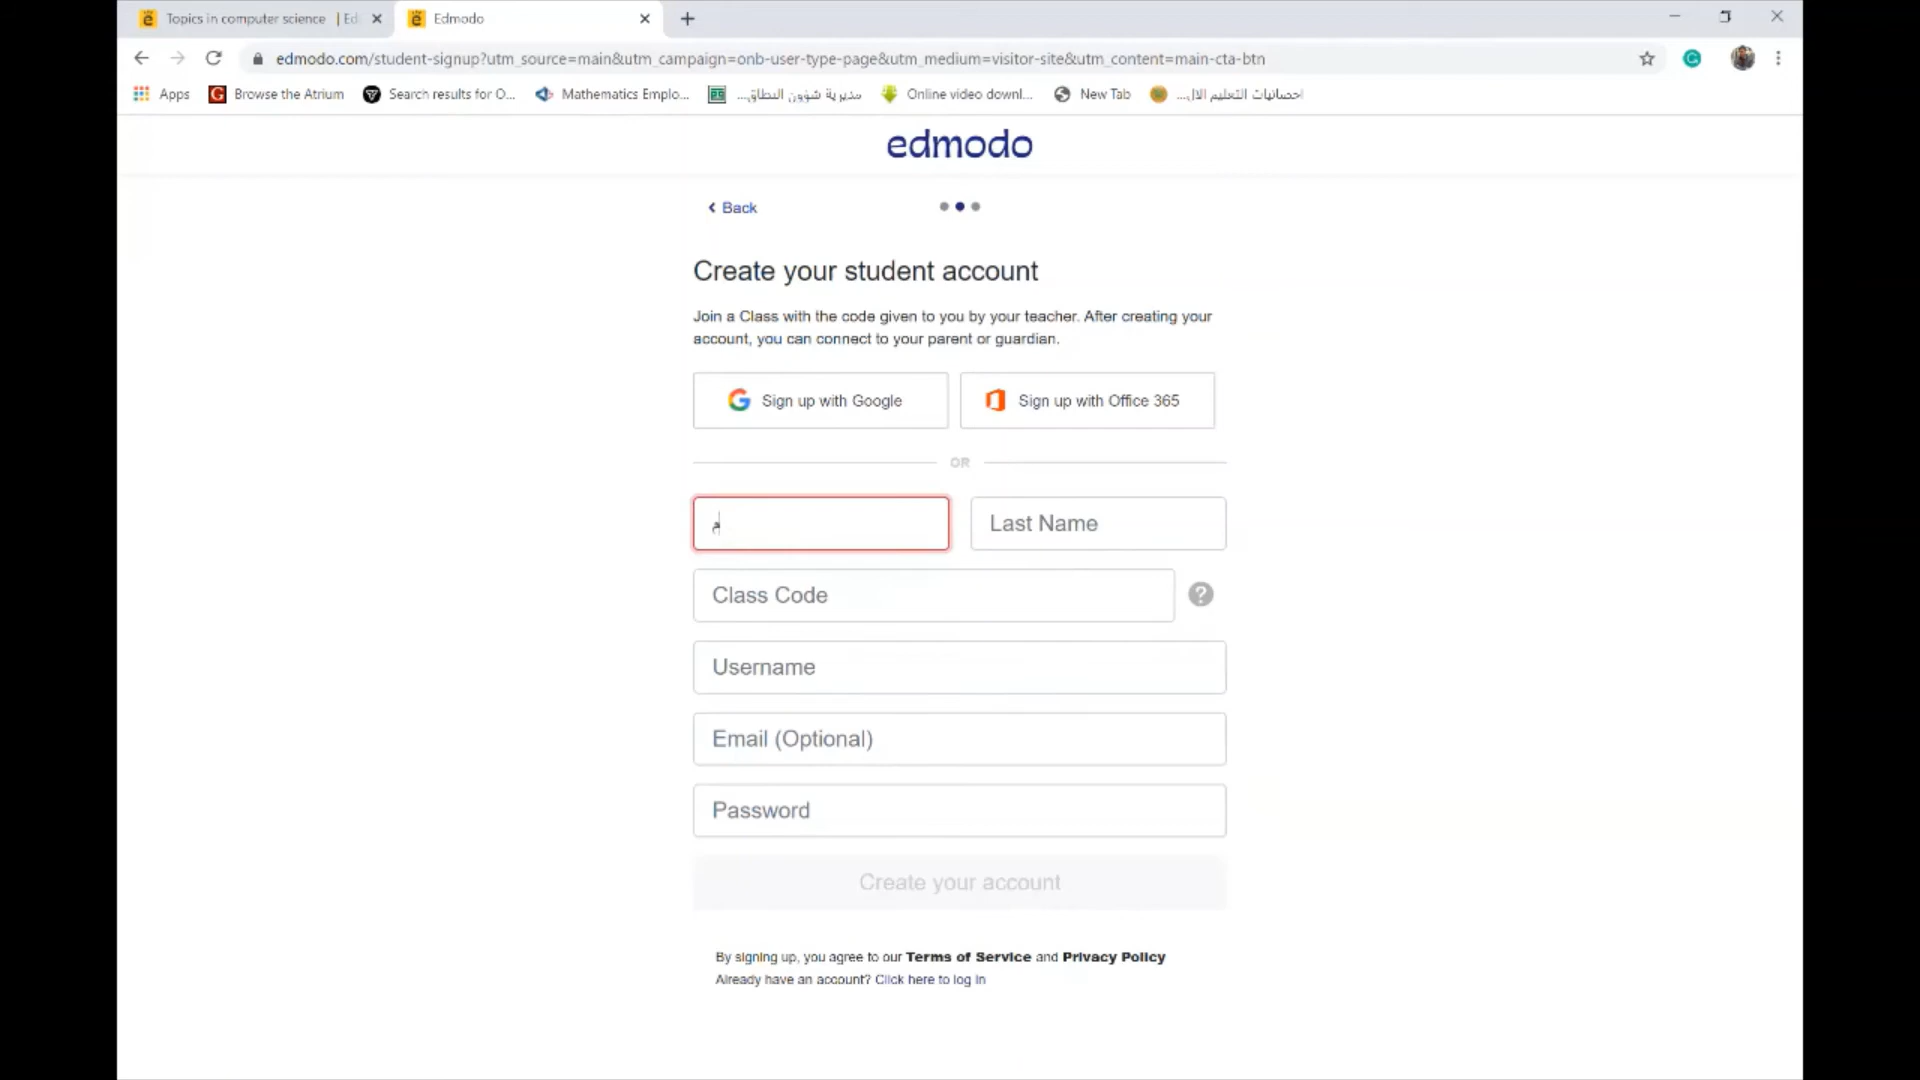 Topics in computer science | Ed
Edmodo
edmodo.com/student-signup?utm_source=main&utm_campaign=onb-user-type-page&utm_medium=visitor-site&utm_content=main-cta-btn
Apps
Browse the Atrium
Search results for O...
Mathematics Emplo...
مديرية شؤون النطاق...
Online video downl...
New Tab
احصائيات التعليم الال...
edmodo
Back
Create your student account
Join a Class with the code given to you by your teacher. After creating your
account, you can connect to your parent or guardian.
Sign up with Google
Sign up with Office 365
OR
م
Last Name
Class Code
?
Username
Email (Optional)
Password
Create your account
By signing up, you agree to our Terms of Service and Privacy Policy
Already have an account? Click here to log in